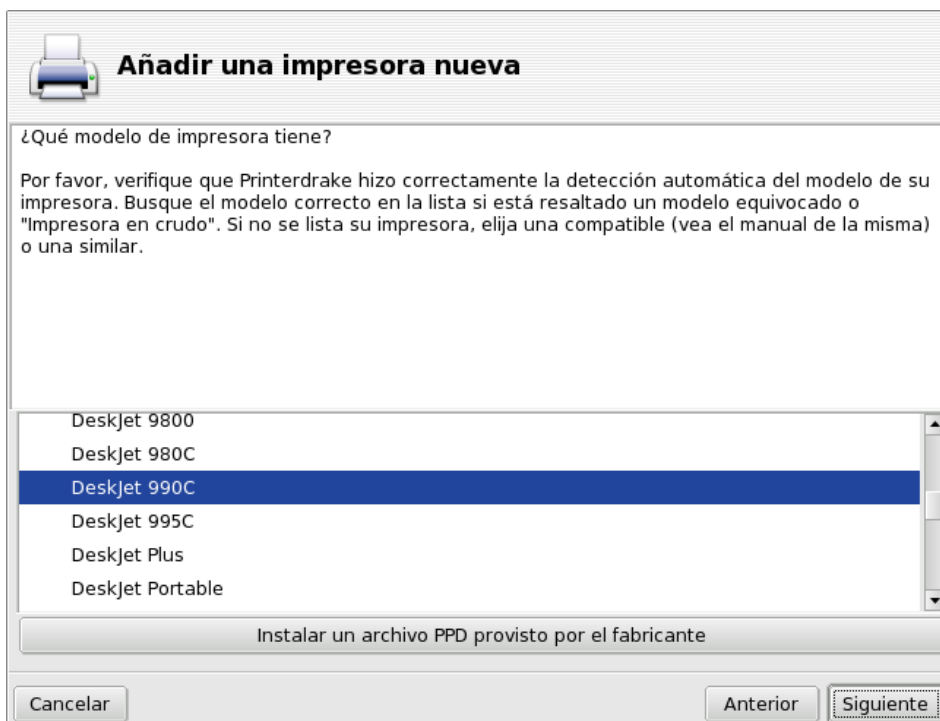 Añadir una impresora nueva
¿Qué modelo de impresora tiene?
Por favor, verifique que Printerdrake hizo correctamente la detección automática del modelo de su
impresora. Busque el modelo correcto en la lista si está resaltado un modelo equivocado o
"Impresora en crudo". Si no se lista su impresora, elija una compatible (vea el manual de la misma)
o una similar.
DeskJet 9800
DeskJet 980C
DeskJet 990C
DeskJet 995C
DeskJet Plus
DeskJet Portable
Instalar un archivo PPD provisto por el fabricante
Cancelar
Anterior
Siguiente